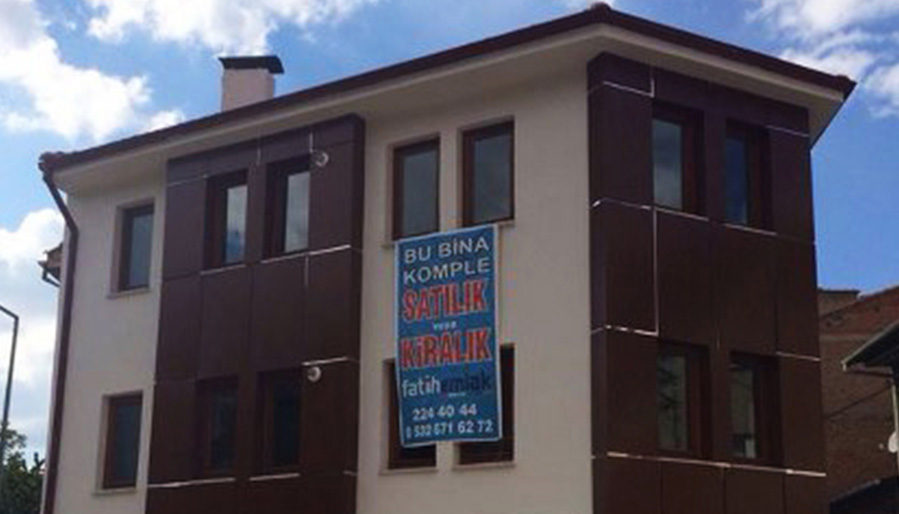 BU BİNA
KOMPLE
SATILIK
veya
KİRALIK
fatih emlak
224 40 44
0 532 671 62 72